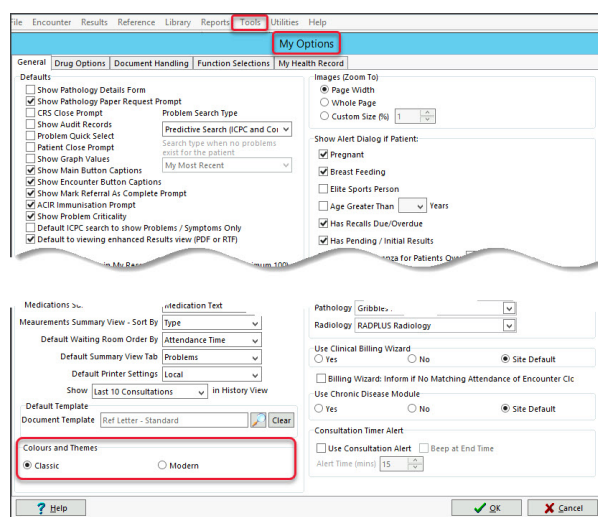 File Encounter Results Reference Library Reports Tools Utilities Help
My Options
General Drug Options Document Handling Function Selections My Health Record
Defaults
Show Pathology Details Form
Show Pathology Paper Request Prompt
CRS Close Prompt
Show Audit Records
Problem Quick Select
Patient Close Prompt
Show Graph Values
Show Main Button Captions
Show Encounter Button Captions
Show Mark Referral As Complete Prompt
ACIR Immunisation Prompt
Show Problem Criticality
Default ICPC search to show Problems / Symptoms Only
Default to viewing enhanced Results view (PDF or RTF)
Problem Search Type
Predictive Search (ICPC and Cor
Search type when no problems
exist for the patient
My Most Recent
Images (Zoom To)
Page Width
Whole Page
Custom Size (%) 1
Show Alert Dialog if Patient:
Pregnant
Breast Feeding
Elite Sports Person
Age Greater Than Years
Has Recalls Due/Overdue
Has Pending / Initial Results
for Patients
Medications Medication Text
Meaurements Summary View - Sort By Type
Default Waiting Room Order By Attendance Time
Default Summary View Tab Problems
Default Printer Settings Local
Show Last 10 Consultations in History View
Default Template
Document Template Ref Letter - Standard Clear
Colours and Themes
Classic Modern
Pathology Gribbles
Radiology RADPLUS Radiology
Use Clinical Billing Wizard
Yes No Site Default
Billing Wizard: Inform if No Matching Attendance of Encounter Clc
Use Chronic Disease Module
Yes No Site Default
Consultation Timer Alert
Use Consultation Alert Beep at End Time
Alert Time (mins) 15
Help OK Cancel